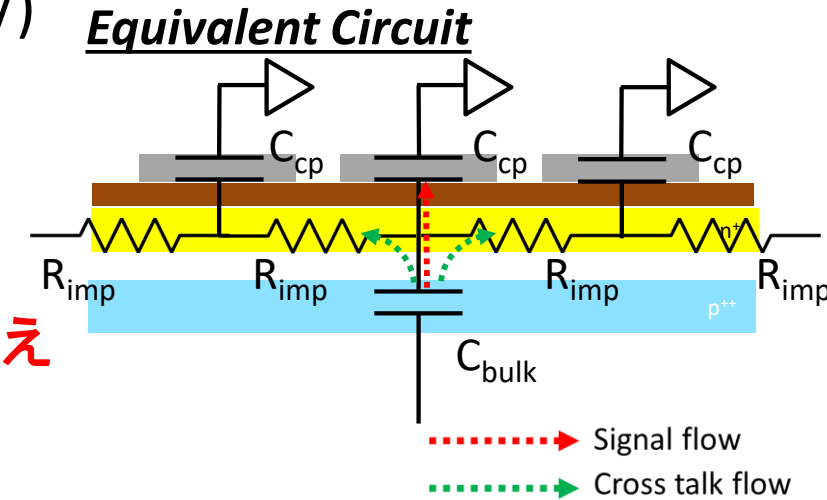 )
Equivalent Circuit
Ccp Ccp Ccp
n+
Rimp Rimp Rimp Rimp
p++
え
Cbulk
Signal flow
Cross talk flow